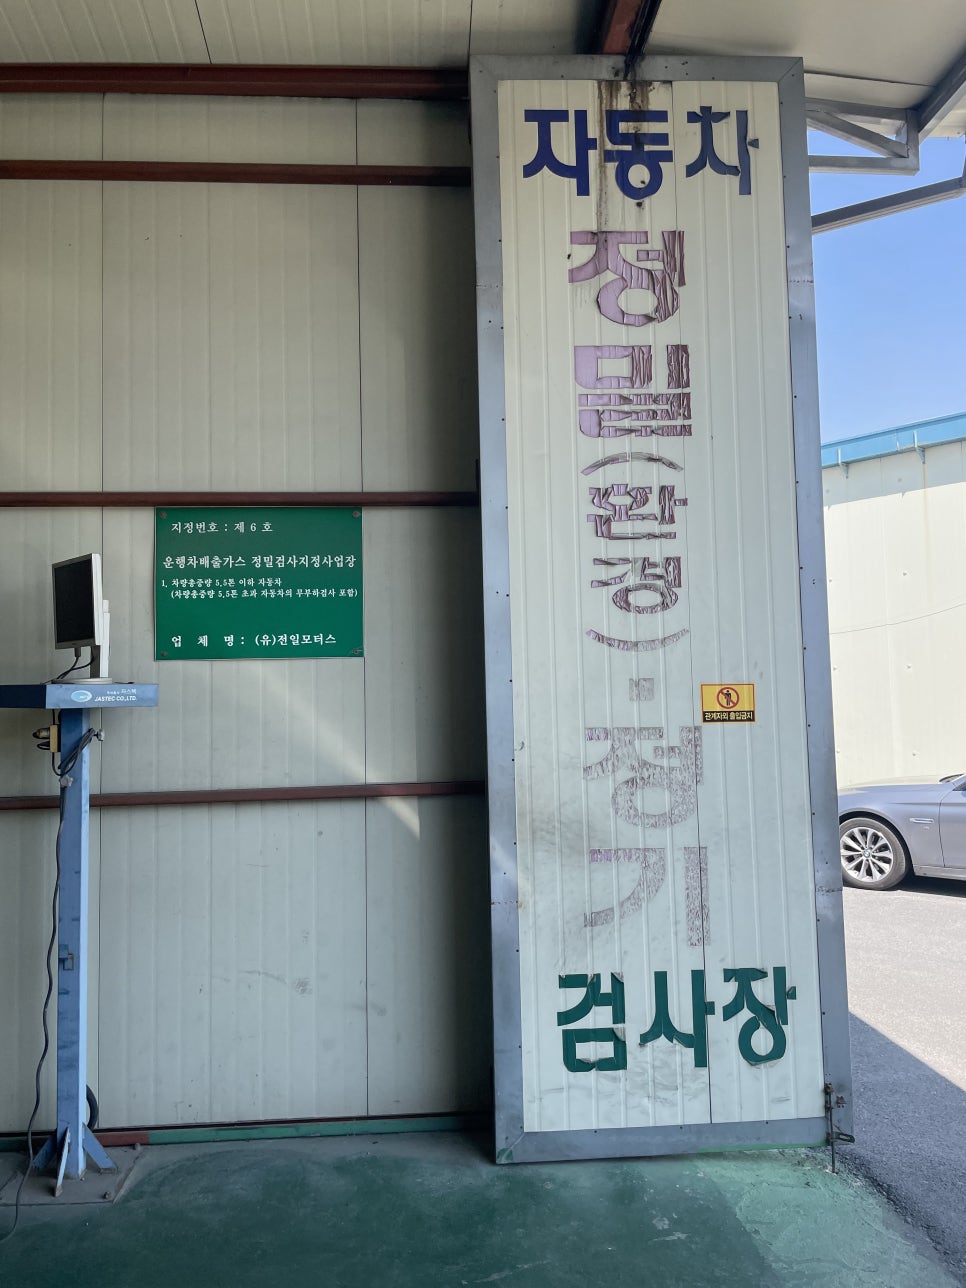 자동차
정밀(환경)·정기
검사장
관계자외 출입금지
지정번호 : 제 6 호
운행차배출가스 정밀검사지정사업장
1. 차량총중량 5.5톤 이하 자동차
(차량총중량 5.5톤 초과 자동차의 무부하검사 포함)
업 체 명 : (유)전일모터스
자스텍
JASTEC CO.,LTD.